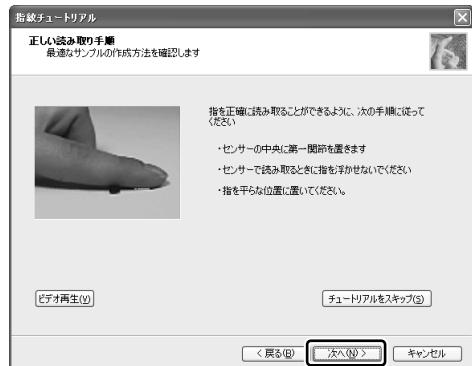 指紋チュートリアル
正しい読み取り手順
最適なサンプルの作成方法を確認します
指を正確に読み取ることができるように、次の手順に従って
ください
・センサーの中央に第一関節を置きます
・センサーで読み取るときに指を浮かせないでください
・指を平らな位置に置いてください。
ビデオ再生(V)
チュートリアルをスキップ(S)
< 戻る(B)
次へ(N) >
キャンセル